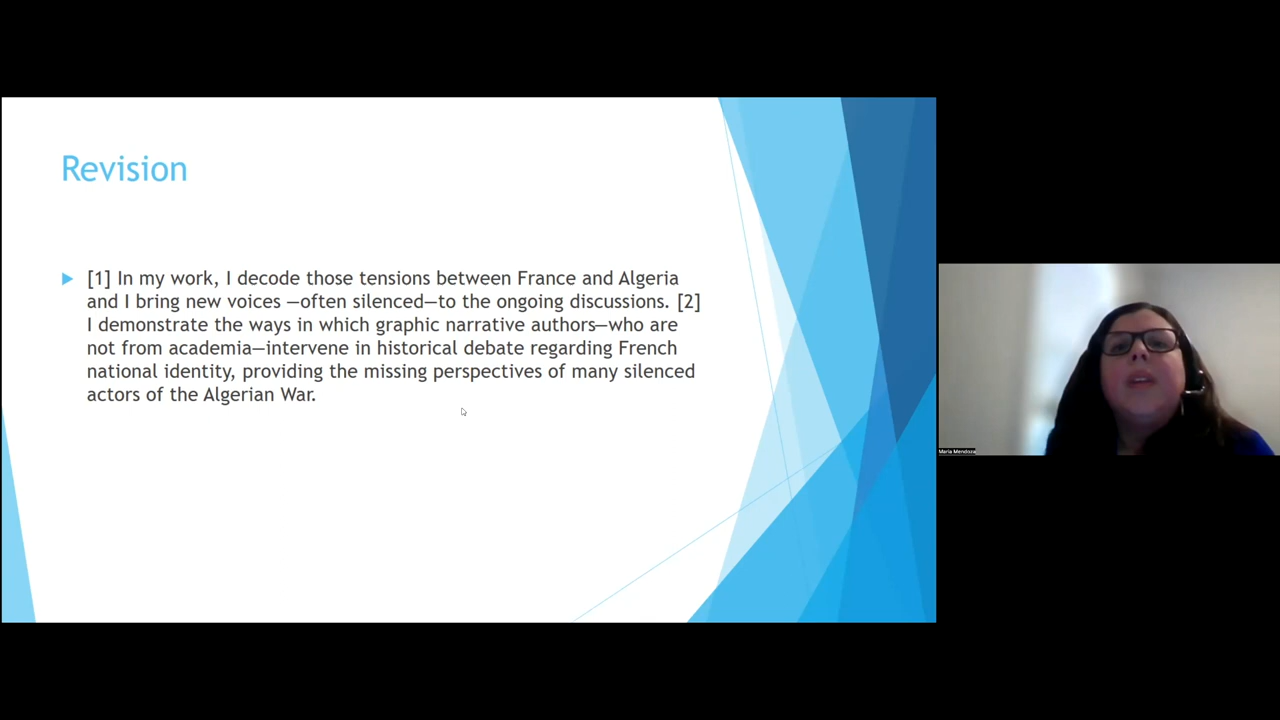 Revision
[1] In my work, I decode those tensions between France and Algeria
and I bring new voices —often silenced—to the ongoing discussions. [2]
I demonstrate the ways in which graphic narrative authors—who are
not from academia—intervene in historical debate regarding French
national identity, providing the missing perspectives of many silenced
actors of the Algerian War.
Maria Mendoza